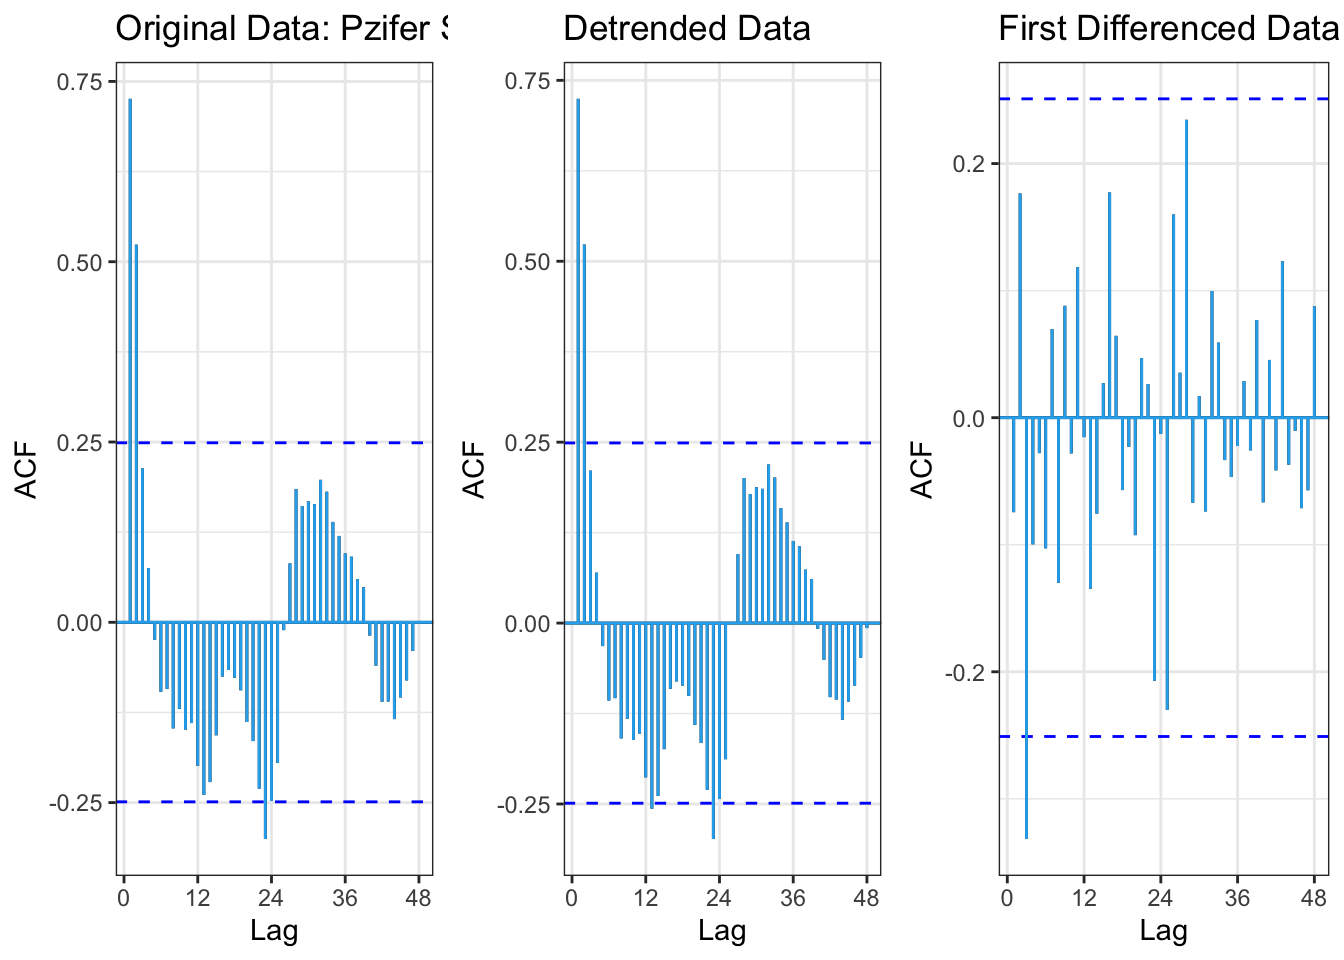 Original Data: Pzifer S
0.75
0.50
0.25
0.00
-0.25
ACF
0 12 24 36 48
Lag
Detrended Data
0.75
0.50
0.25
0.00
-0.25
ACF
0 12 24 36 48
Lag
First Differenced Data
0.2
0.0
-0.2
ACF
0 12 24 36 48
Lag